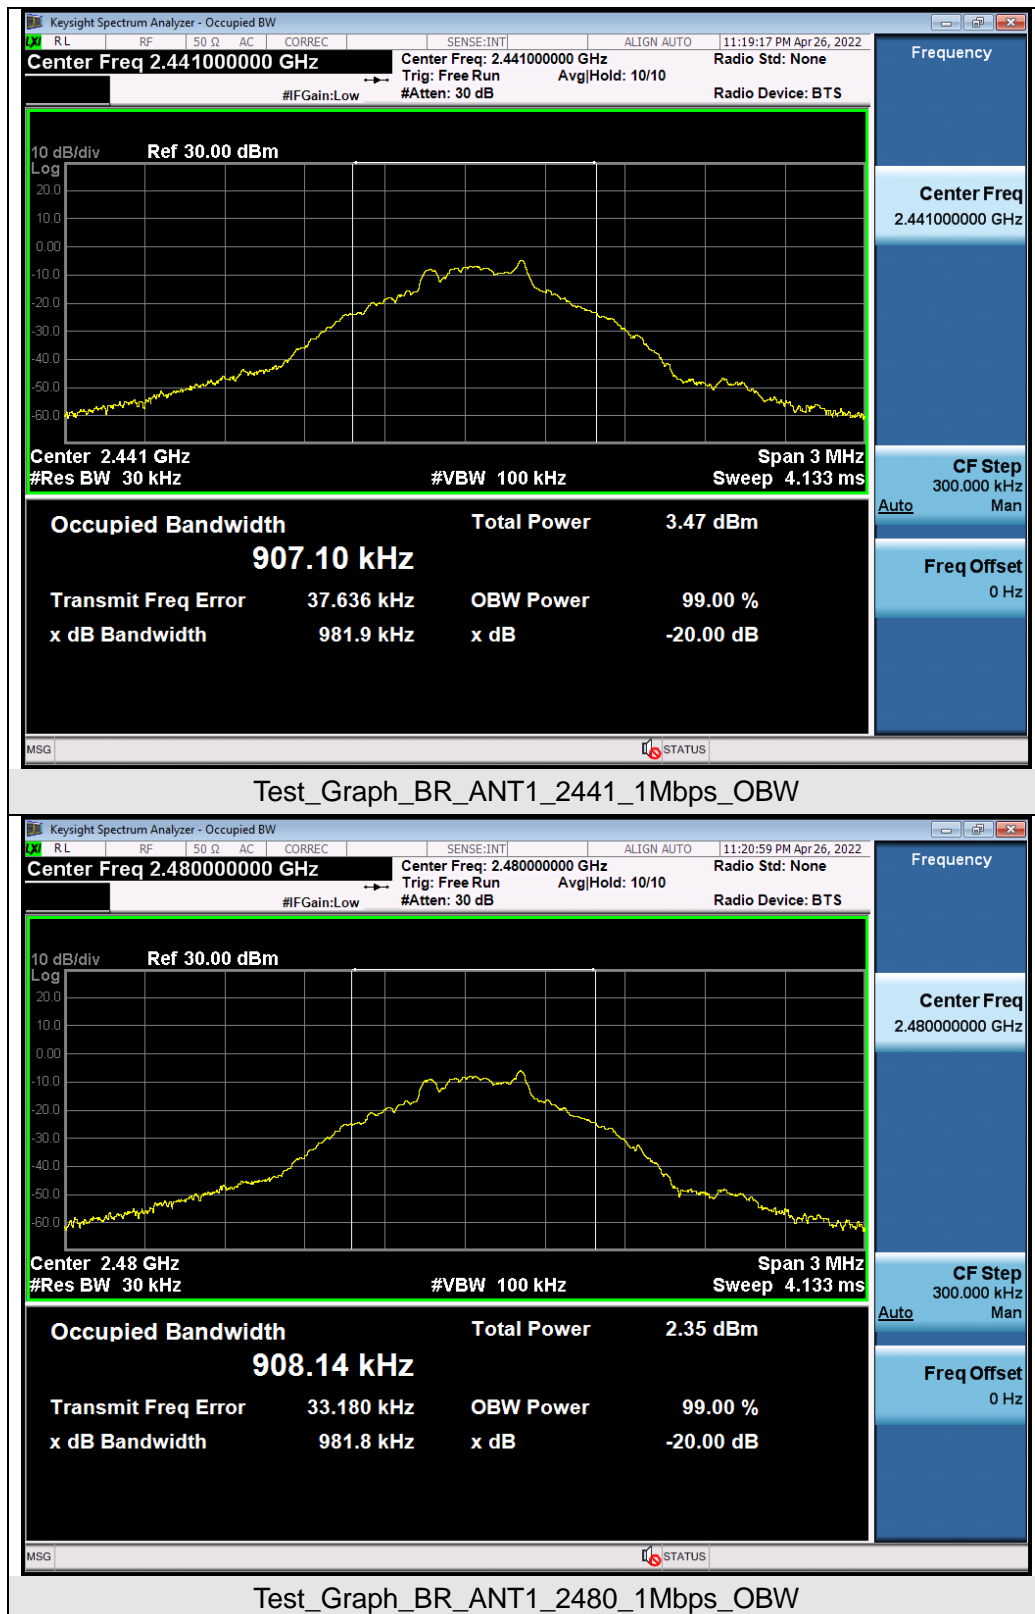 Keysight Spectrum Analyzer - Occupied BW
LXI RL RF 50 Ω AC CORREC SENSE:INT ALIGN AUTO 11:19:17 PM Apr 26, 2022
Center Freq 2.441000000 GHz
Center Freq: 2.441000000 GHz
Radio Std: None
Trig: Free Run Avg|Hold: 10/10
#IFGain:Low #Atten: 30 dB Radio Device: BTS
Frequency
10 dB/div Ref 30.00 dBm
Log
20.0
10.0
0.00
-10.0
-20.0
-30.0
-40.0
-50.0
-60.0
Center 2.441 GHz Span 3 MHz
#Res BW 30 kHz #VBW 100 kHz Sweep 4.133 ms
Center Freq
2.441000000 GHz
CF Step
300.000 kHz
Auto Man
Freq Offset
0 Hz
Occupied Bandwidth Total Power 3.47 dBm
907.10 kHz
Transmit Freq Error 37.636 kHz OBW Power 99.00 %
x dB Bandwidth 981.9 kHz x dB -20.00 dB
MSG STATUS
Test_Graph_BR_ANT1_2441_1Mbps_OBW
Keysight Spectrum Analyzer - Occupied BW
LXI RL RF 50 Ω AC CORREC SENSE:INT ALIGN AUTO 11:20:59 PM Apr 26, 2022
Center Freq 2.480000000 GHz
Center Freq: 2.480000000 GHz
Radio Std: None
Trig: Free Run Avg|Hold: 10/10
#IFGain:Low #Atten: 30 dB Radio Device: BTS
Frequency
10 dB/div Ref 30.00 dBm
Log
20.0
10.0
0.00
-10.0
-20.0
-30.0
-40.0
-50.0
-60.0
Center 2.48 GHz Span 3 MHz
#Res BW 30 kHz #VBW 100 kHz Sweep 4.133 ms
Center Freq
2.480000000 GHz
CF Step
300.000 kHz
Auto Man
Freq Offset
0 Hz
Occupied Bandwidth Total Power 2.35 dBm
908.14 kHz
Transmit Freq Error 33.180 kHz OBW Power 99.00 %
x dB Bandwidth 981.8 kHz x dB -20.00 dB
MSG STATUS
Test_Graph_BR_ANT1_2480_1Mbps_OBW